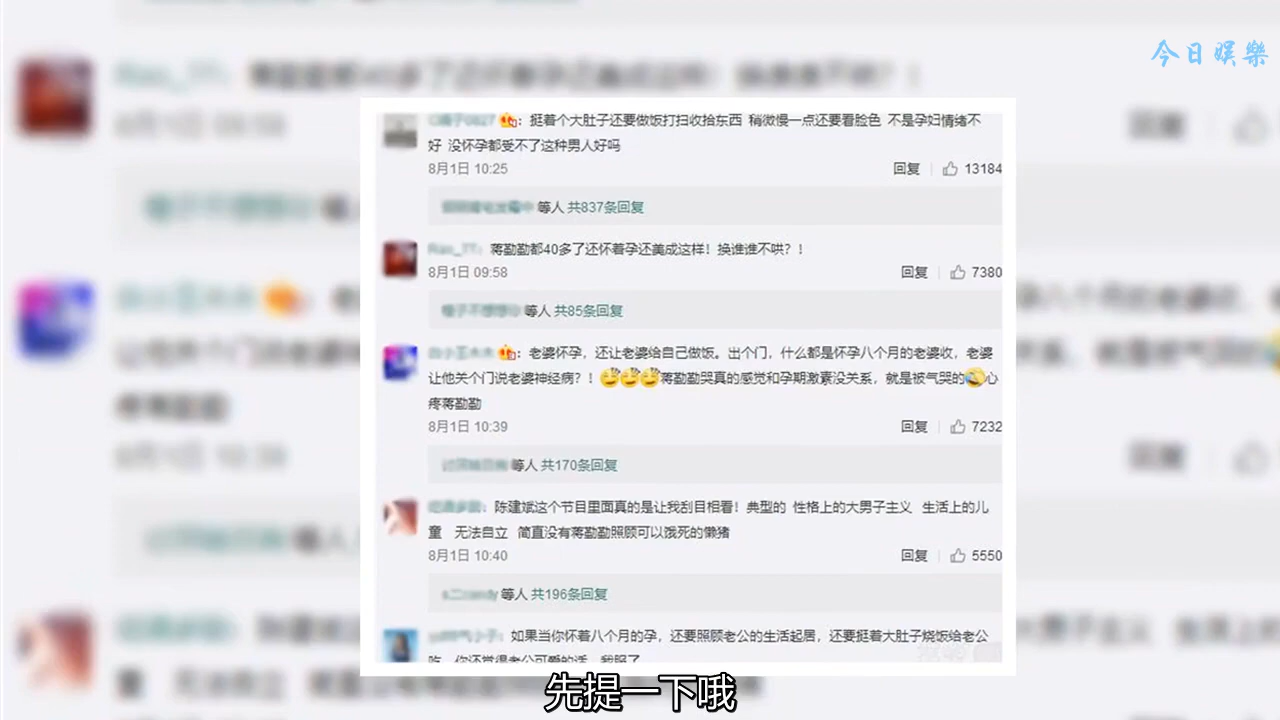 今日娱樂
挺着个大肚子还要做饭打扫收拾东西 稍微慢一点还要看脸色 不是孕妇情绪不
好 没怀孕都受不了这种男人好吗
8月1日 10:25
回复
13184
等人 共837条回复
蒋勤勤都40多了还怀着孕还美成这样！换谁谁不哄？！
8月1日 09:58
回复
7380
等人 共85条回复
老婆怀孕，还让老婆给自己做饭。出个门，什么都是怀孕八个月的老婆收，老婆
让他关个门说老婆神经病？！蒋勤勤哭真的感觉和孕期激素没关系，就是被气哭的心
疼蒋勤勤
8月1日 10:39
回复
7232
等人 共170条回复
陈建斌这个节目里面真的是让我刮目相看！典型的 性格上的大男子主义 生活上的儿
童 无法自立 简直没有蒋勤勤照顾可以饿死的懒猪
8月1日 10:40
回复
5550
等人 共196条回复
如果当你怀着八个月的孕，还要照顾老公的生活起居，还要挺着大肚子烧饭给老公
先提一下哦